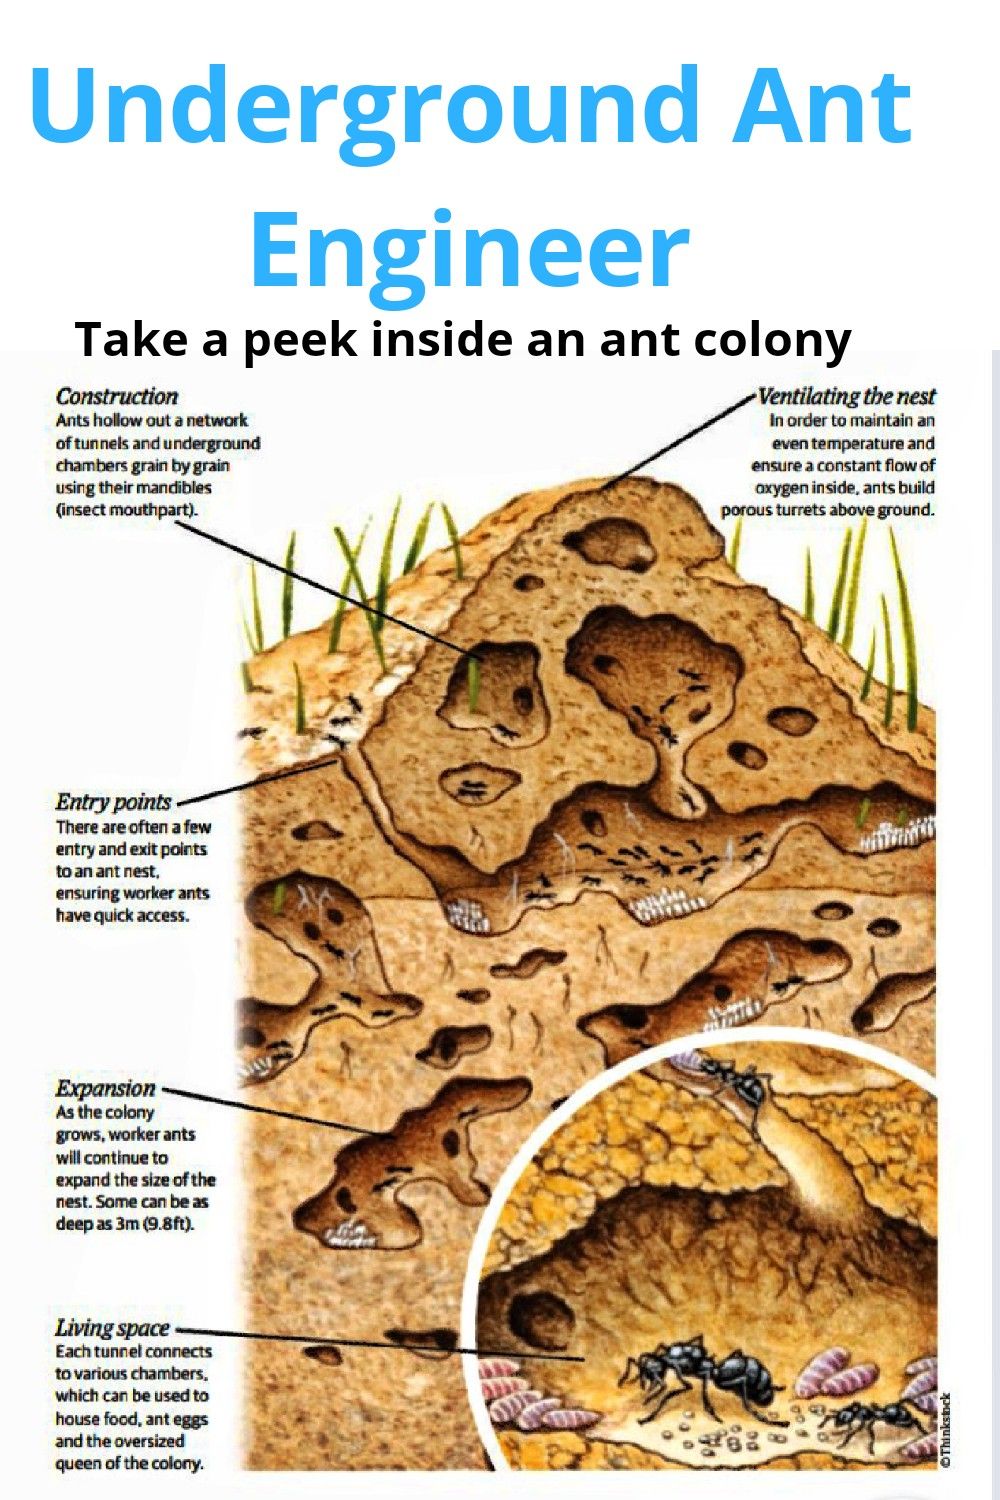 Underground Ant
Engineer
Take a peek inside an ant colony
Construction
Ants hollow out a network
of tunnels and underground
chambers grain by grain
using their mandibles
(insect mouthpart).
Ventilating the nest
In order to maintain an
even temperature and
ensure a constant flow of
oxygen inside, ants build
porous turrets above ground.
Entry points
There are often a few
entry and exit points
to an ant nest,
ensuring worker ants
have quick access.
Expansion
As the colony
grows, worker ants
will continue to
expand the size of the
nest. Some can be as
deep as 3m (9.8ft).
Living space
Each tunnel connects
to various chambers,
which can be used to
house food, ant eggs
and the oversized
queen of the colony.
©Thinkstock